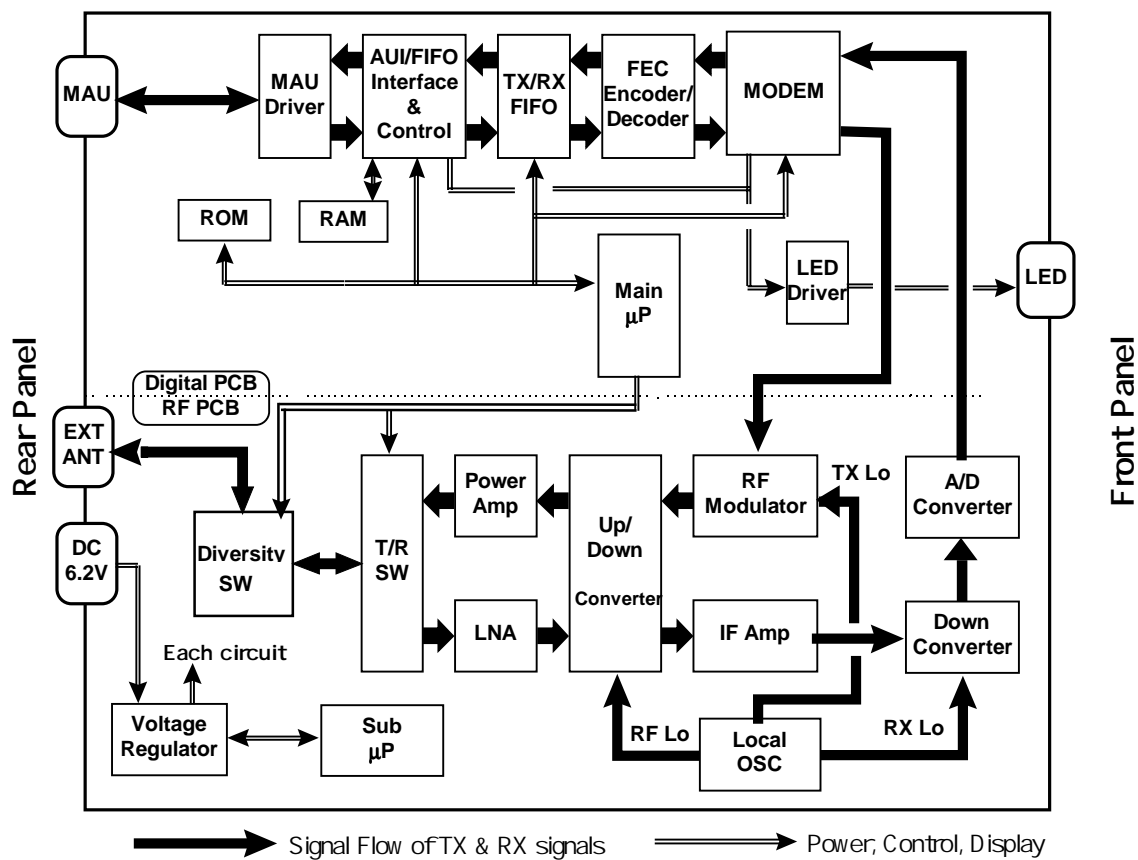 MAU
MAU
Driver
AUI/FIFO
Interface
&
Control
TX/RX
FIFO
FEC
Encoder/
Decoder
MODEM
ROM
RAM
Main
µP
LED
Driver
LED
Rear Panel
Front Panel
Digital PCB
RF PCB
EXT
ANT
DC
6.2V
Diversity
SW
T/R
SW
Power
Amp
Up/
Down
Converter
RF
Modulator
TX Lo
A/D
Converter
LNA
IF Amp
Down
Converter
Each circuit
Voltage
Regulator
Sub
µP
RF Lo
Local
OSC
RX Lo
Signal Flow of TX & RX signals
Power, Control, Display